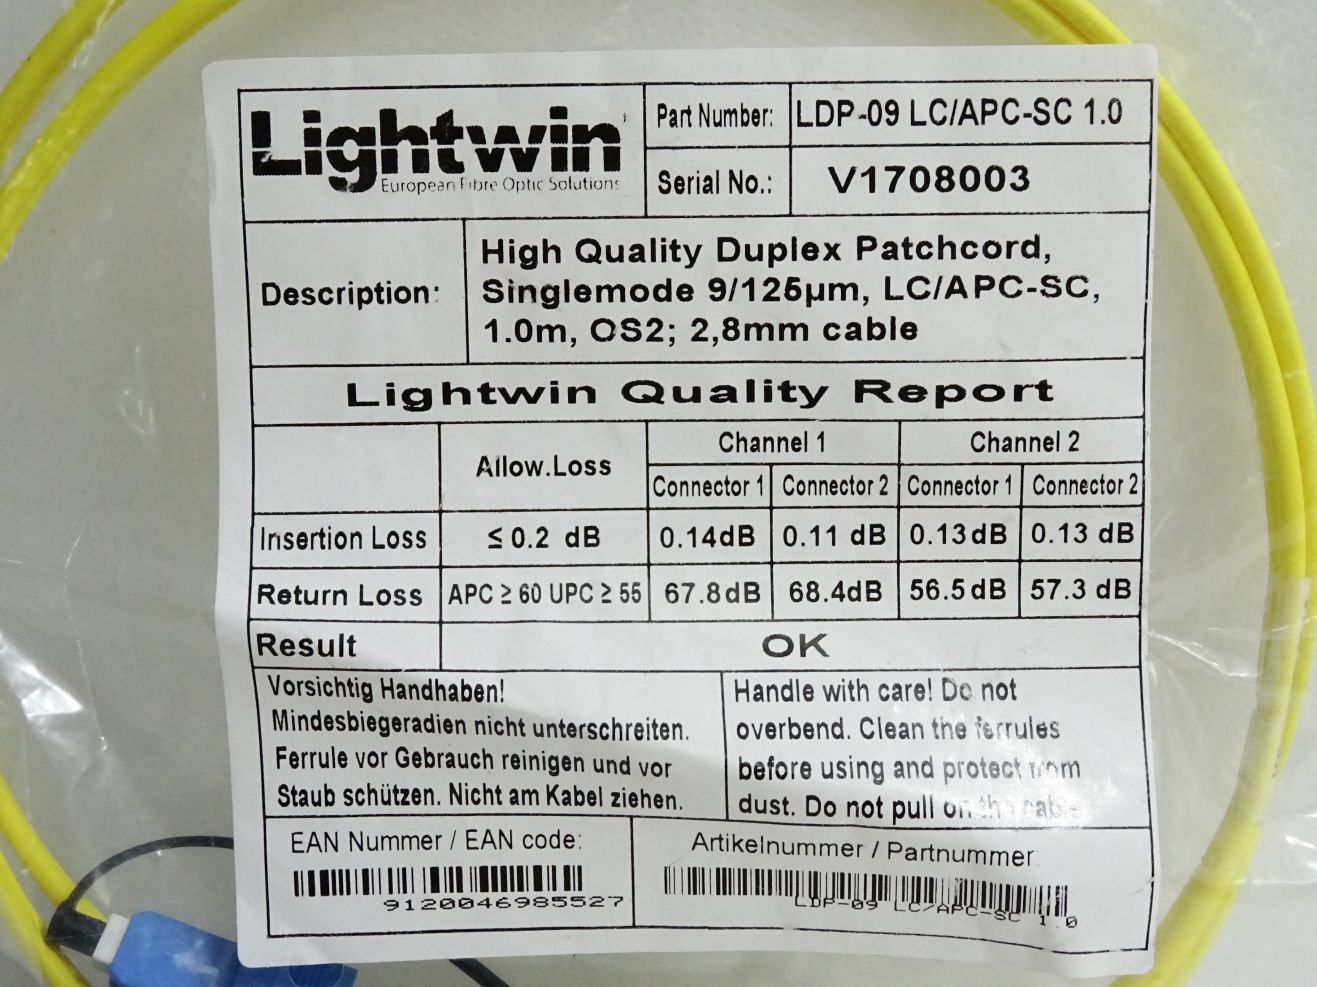 Lightwin
European Fibre Optic Solutions
Part Number: LDP-09 LC/APC-SC 1.0
Serial No.: V1708003
Description:
High Quality Duplex Patchcord,
Singlemode 9/125µm, LC/APC-SC,
1.0m, OS2; 2,8mm cable
Lightwin Quality Report
Allow.Loss
Channel 1 Channel 2
Connector 1 Connector 2 Connector 1 Connector 2
Insertion Loss ≤ 0.2 dB 0.14dB 0.11 dB 0.13dB 0.13 dB
Return Loss APC ≥ 60 UPC ≥ 55 67.8dB 68.4dB 56.5dB 57.3 dB
Result OK
Vorsichtig Handhaben!
Mindesbiegeradien nicht unterschreiten.
Ferrule vor Gebrauch reinigen und vor
Staub schützen. Nicht am Kabel ziehen.
Handle with care! Do not
overbend. Clean the ferrules
before using and protect from
dust. Do not pull on the cable
EAN Nummer / EAN code:
9120046985527
Artikelnummer / Partnummer:
LDP-09 LC/APC-SC 1.0